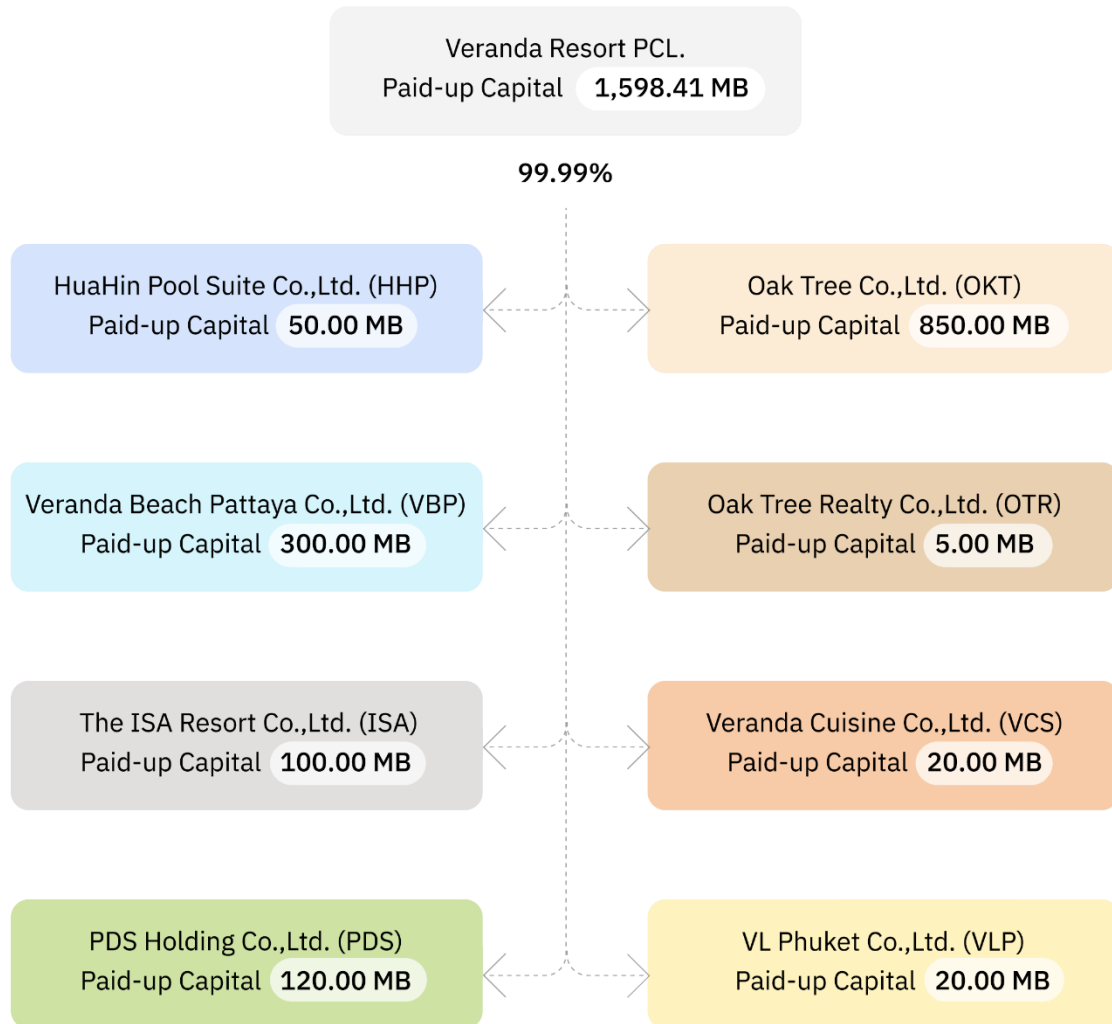 Veranda Resort PCL.
Paid-up Capital 1,598.41 MB
99.99%
HuaHin Pool Suite Co.,Ltd. (HHP)
Paid-up Capital 50.00 MB
Oak Tree Co.,Ltd. (OKT)
Paid-up Capital 850.00 MB
Veranda Beach Pattaya Co.,Ltd. (VBP)
Paid-up Capital 300.00 MB
Oak Tree Realty Co.,Ltd. (OTR)
Paid-up Capital 5.00 MB
The ISA Resort Co.,Ltd. (ISA)
Paid-up Capital 100.00 MB
Veranda Cuisine Co.,Ltd. (VCS)
Paid-up Capital 20.00 MB
PDS Holding Co.,Ltd. (PDS)
Paid-up Capital 120.00 MB
VL Phuket Co.,Ltd. (VLP)
Paid-up Capital 20.00 MB